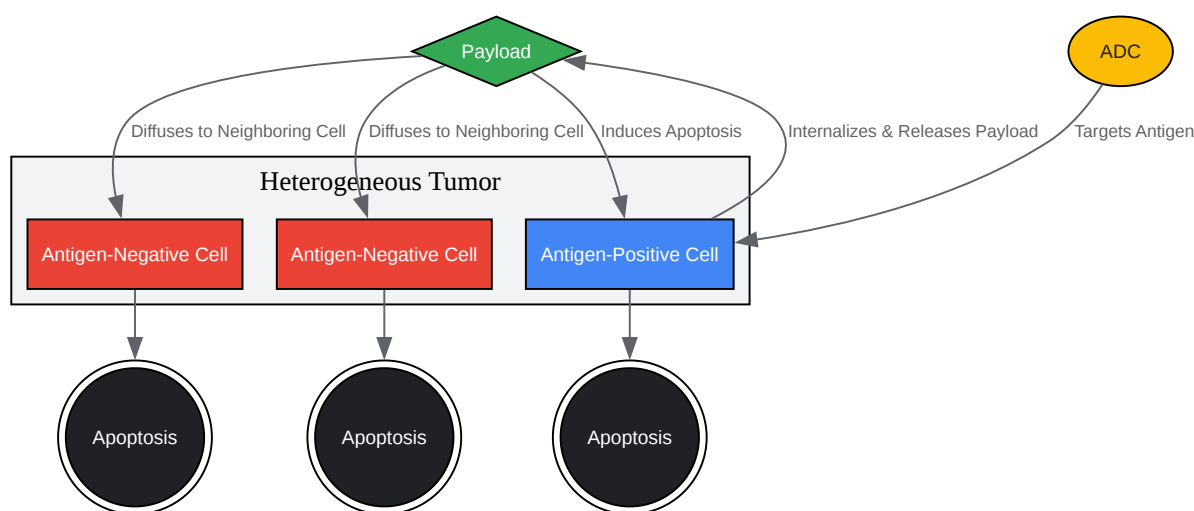 Payload
ADC
Diffuses to Neighboring Cell
Diffuses to Neighboring Cell
Induces Apoptosis
Internalizes & Releases Payload
Targets Antigen
Heterogeneous Tumor
Antigen-Negative Cell
Antigen-Negative Cell
Antigen-Positive Cell
Apoptosis
Apoptosis
Apoptosis